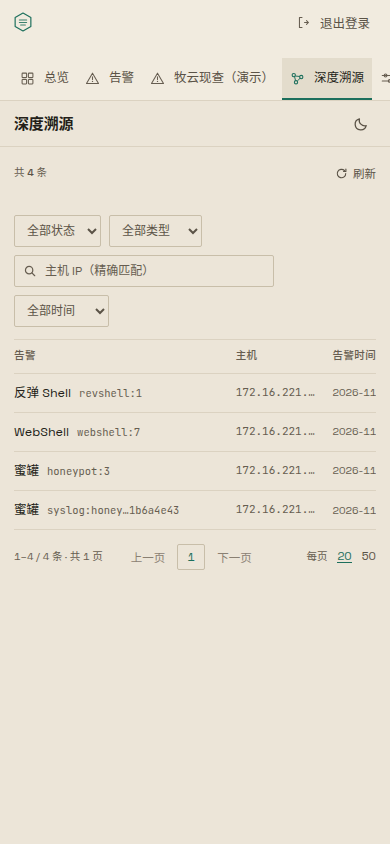 退出登录
总览 告警 牧云现查（演示） 深度溯源
深度溯源
共 4 条 刷新
全部状态 全部类型
主机 IP（精确匹配）
全部时间
告警 主机 告警时间
反弹 Shell revshell:1 172.16.221.… 2026-11
WebShell webshell:7 172.16.221.… 2026-11
蜜罐 honeypot:3 172.16.221.… 2026-11
蜜罐 syslog:honey…1b6a4e43 172.16.221.… 2026-11
1–4 / 4 条 · 共 1 页 上一页 1 下一页 每页 20 50